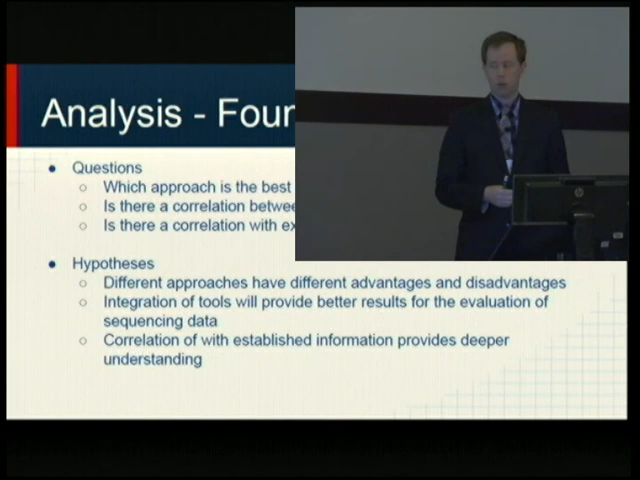 Analysis - Four
Questions
Which approach is the best
Is there a correlation betwee
Is there a correlation with ex
Hypotheses
Different approaches have different advantages and disadvantages
Integration of tools will provide better results for the evaluation of
sequencing data
Correlation of with established information provides deeper
understanding
hp